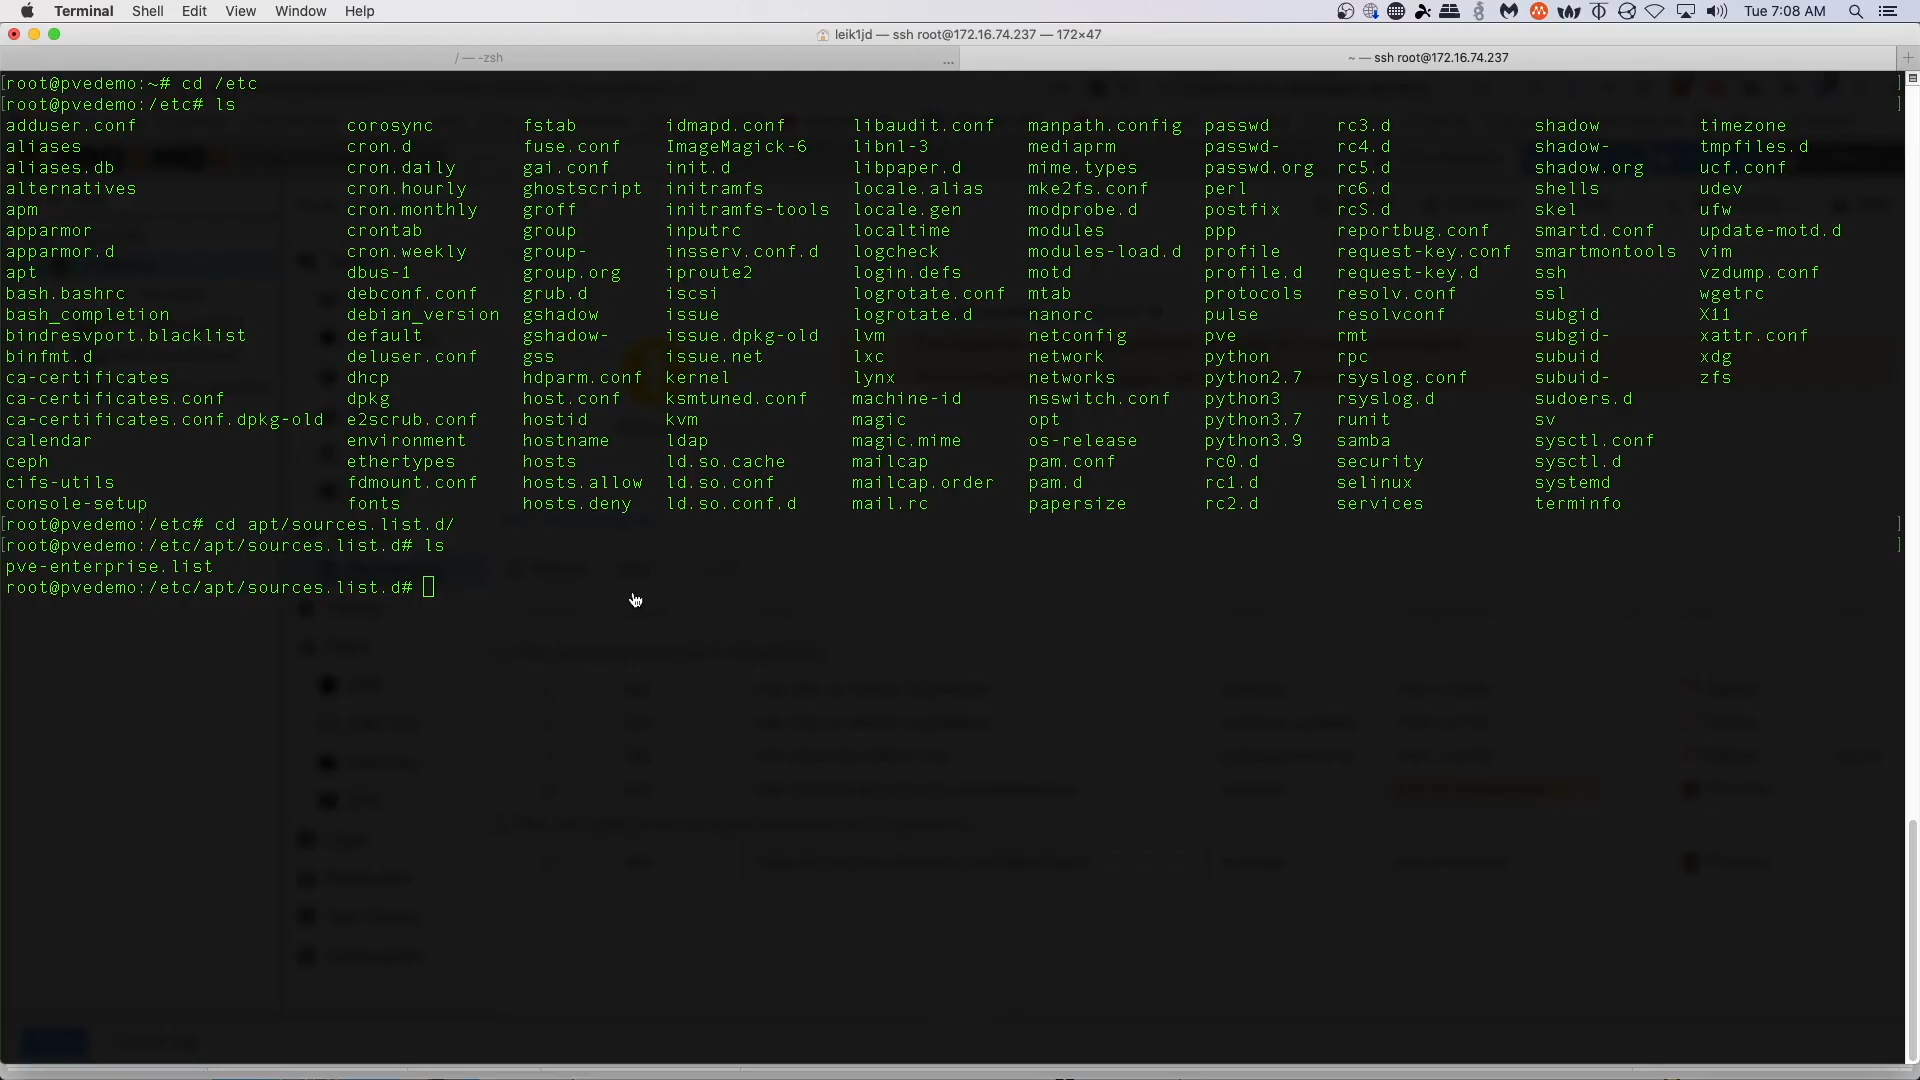 Terminal Shell Edit View Window Help Tue 7:08 AM
leik1jd — ssh root@172.16.74.237 — 172×47
/ — -zsh ... ~ — ssh root@172.16.74.237 +
[root@pvedemo:~# cd /etc ]
[root@pvedemo:/etc# ls ]
adduser.conf corosync fstab idmapd.conf libaudit.conf manpath.config passwd rc3.d shadow timezone
aliases cron.d fuse.conf ImageMagick-6 libnl-3 mediaprm passwd- rc4.d shadow- tmpfiles.d
aliases.db cron.daily gai.conf init.d libpaper.d mime.types passwd.org rc5.d shadow.org ucf.conf
alternatives cron.hourly ghostscript initramfs locale.alias mke2fs.conf perl rc6.d shells udev
apm cron.monthly groff initramfs-tools locale.gen modprobe.d postfix rcS.d skel ufw
apparmor crontab group inputrc localtime modules ppp reportbug.conf smartd.conf update-motd.d
apparmor.d cron.weekly group- insserv.conf.d logcheck modules-load.d profile request-key.conf smartmontools vim
apt dbus-1 group.org iproute2 login.defs motd profile.d request-key.d ssh vzdump.conf
bash.bashrc debconf.conf grub.d iscsi logrotate.conf mtab protocols resolv.conf ssl wgetrc
bash_completion debian_version gshadow issue logrotate.d nanorc pulse resolvconf subgid X11
bindresvport.blacklist default gshadow- issue.dpkg-old lvm netconfig pve rmt subgid- xattr.conf
binfmt.d deluser.conf gss issue.net lxc network python rpc subuid xdg
ca-certificates dhcp hdparm.conf kernel lynx networks python2.7 rsyslog.conf subuid- zfs
ca-certificates.conf dpkg host.conf ksmtuned.conf machine-id nsswitch.conf python3 rsyslog.d sudoers.d
ca-certificates.conf.dpkg-old e2scrub.conf hostid kvm magic opt python3.7 runit sv
calendar environment hostname ldap magic.mime os-release python3.9 samba sysctl.conf
ceph ethertypes hosts ld.so.cache mailcap pam.conf rc0.d security sysctl.d
cifs-utils fdmount.conf hosts.allow ld.so.conf mailcap.order pam.d rc1.d selinux systemd
console-setup fonts hosts.deny ld.so.conf.d mail.rc papersize rc2.d services terminfo
[root@pvedemo:/etc# cd apt/sources.list.d/ ]
[root@pvedemo:/etc/apt/sources.list.d# ls ]
pve-enterprise.list
root@pvedemo:/etc/apt/sources.list.d#